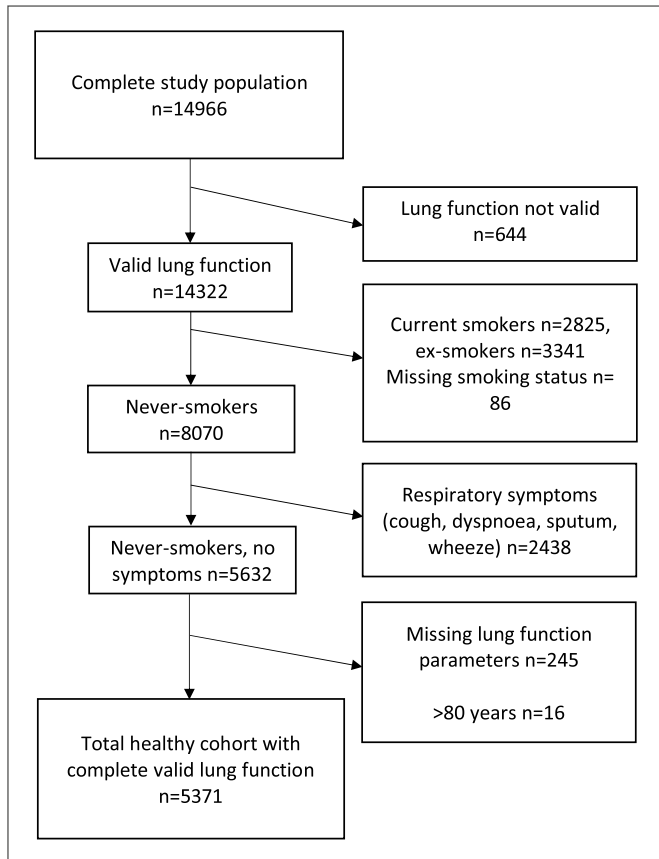 Complete study population
n=14966
Lung function not valid
n=644
Valid lung function
n=14322
Current smokers n=2825,
ex-smokers n=3341
Missing smoking status n=
86
Never-smokers
n=8070
Respiratory symptoms
(cough, dyspnoea, sputum,
wheeze) n=2438
Never-smokers, no
symptoms n=5632
Missing lung function
parameters n=245
>80 years n=16
Total healthy cohort with
complete valid lung function
n=5371